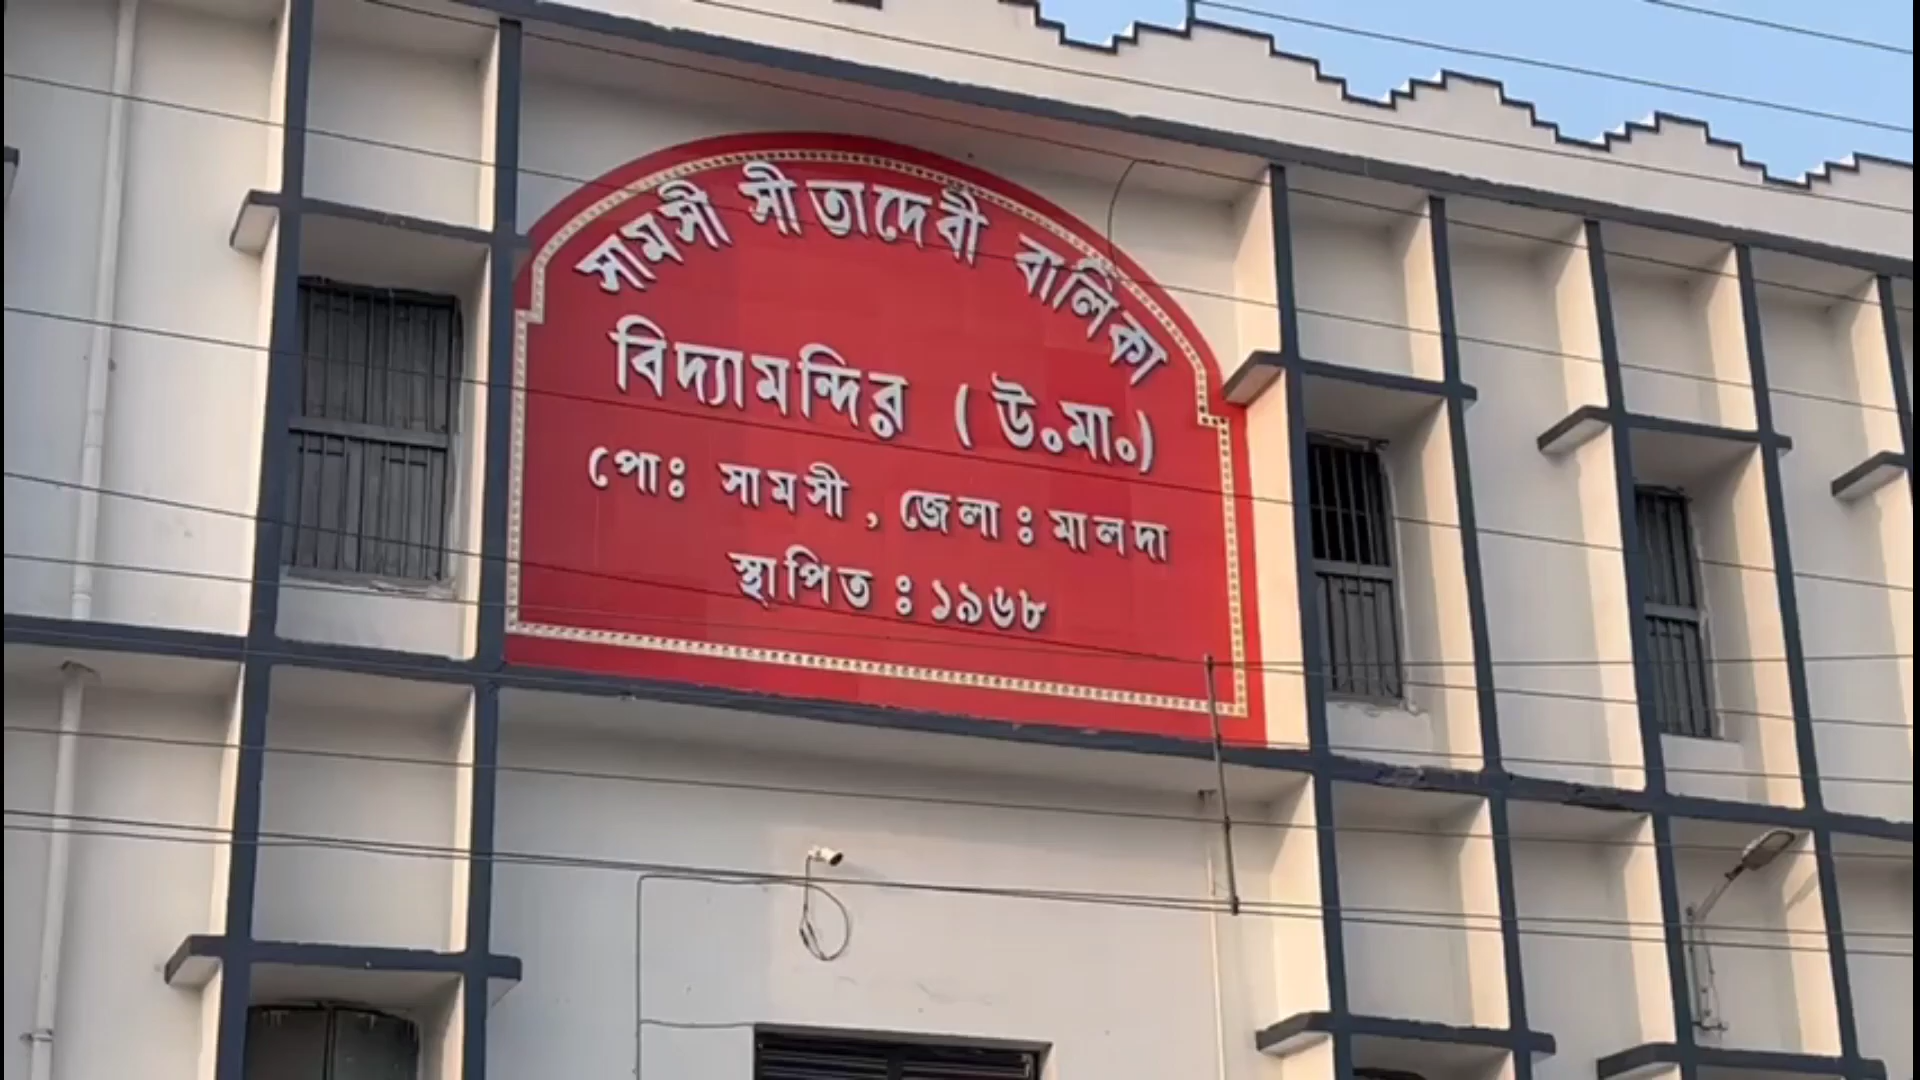 সামসী সীতাদেবী বালিকা
বিদ্যামন্দির (উ॰মা॰)
পোঃ সামসী, জেলা ঃ মালদা
স্থাপিত ঃ ১৯৬৮